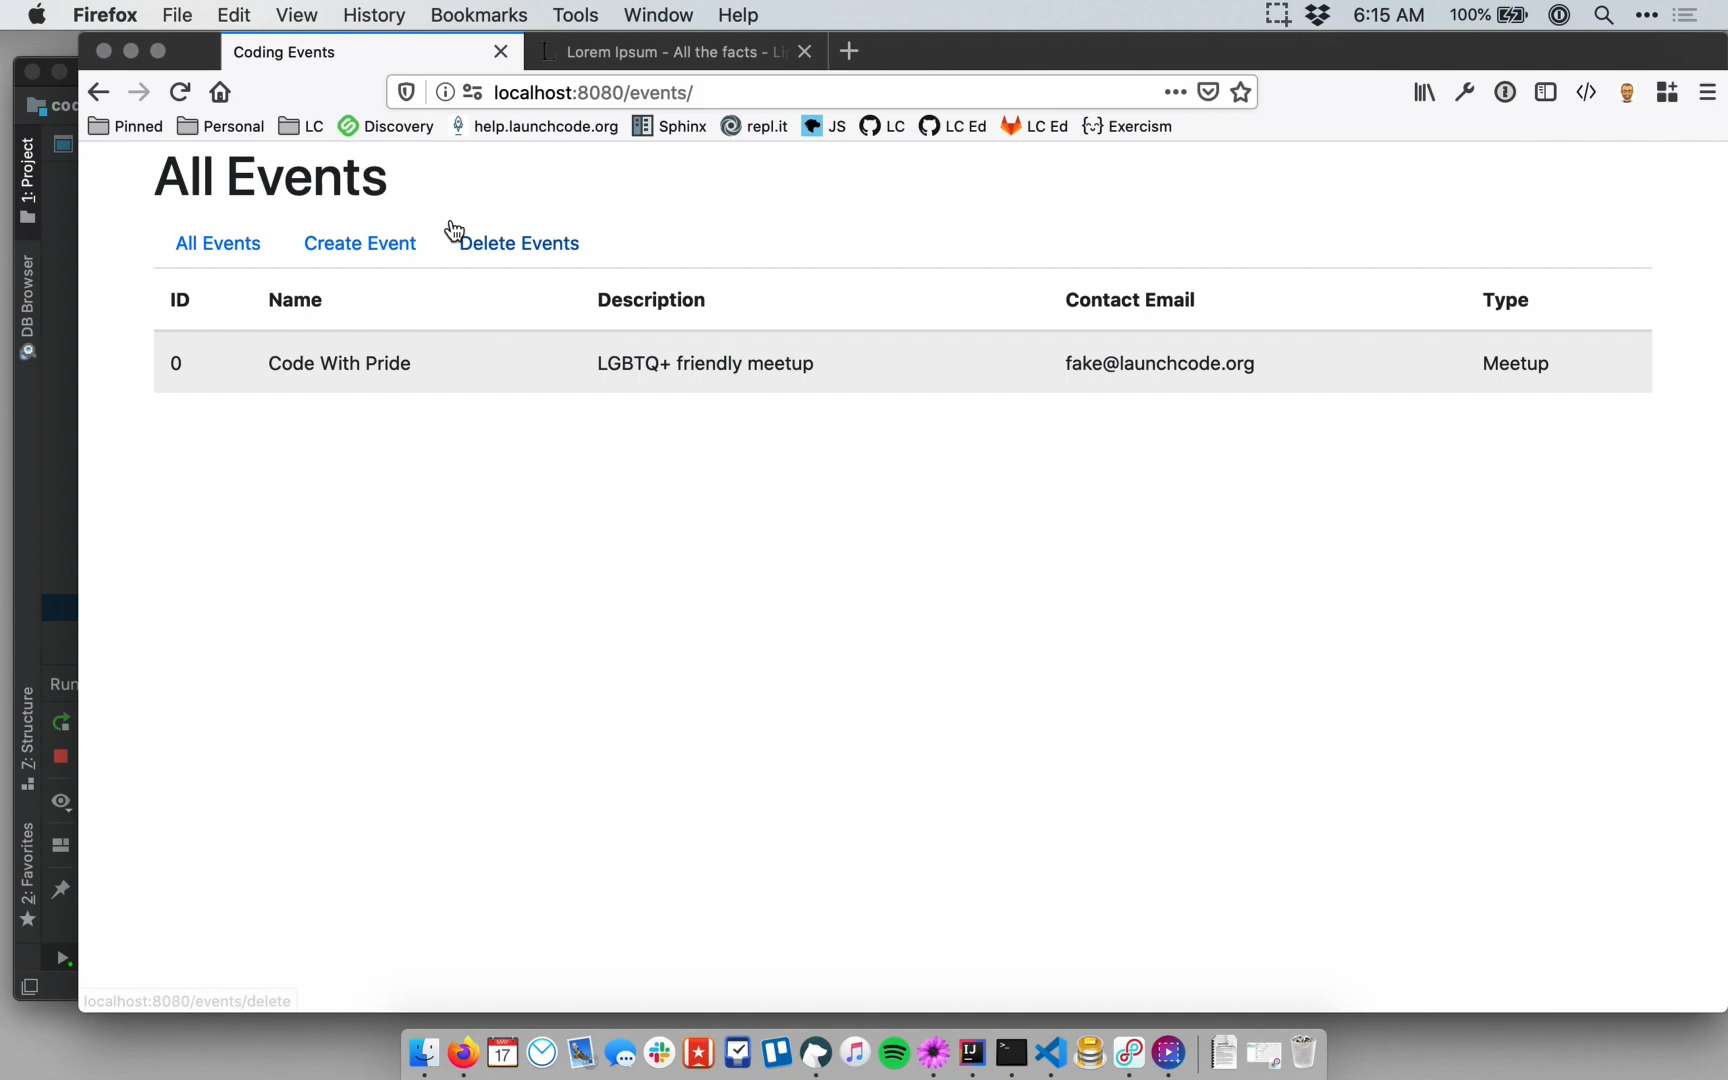 Firefox File Edit View History Bookmarks Tools Window Help 6:15 AM 100%
Coding Events Lorem Ipsum - All the facts - Li
localhost:8080/events/
Pinned Personal LC Discovery help.launchcode.org Sphinx repl.it JS LC LC Ed LC Ed {··} Exercism
All Events
All Events Create Event Delete Events
ID Name Description Contact Email Type
0 Code With Pride LGBTQ+ friendly meetup fake@launchcode.org Meetup
cod
1: Project
DB Browser
Run
7: Structure
2: Favorites
localhost:8080/events/delete
MAY
17
IJ